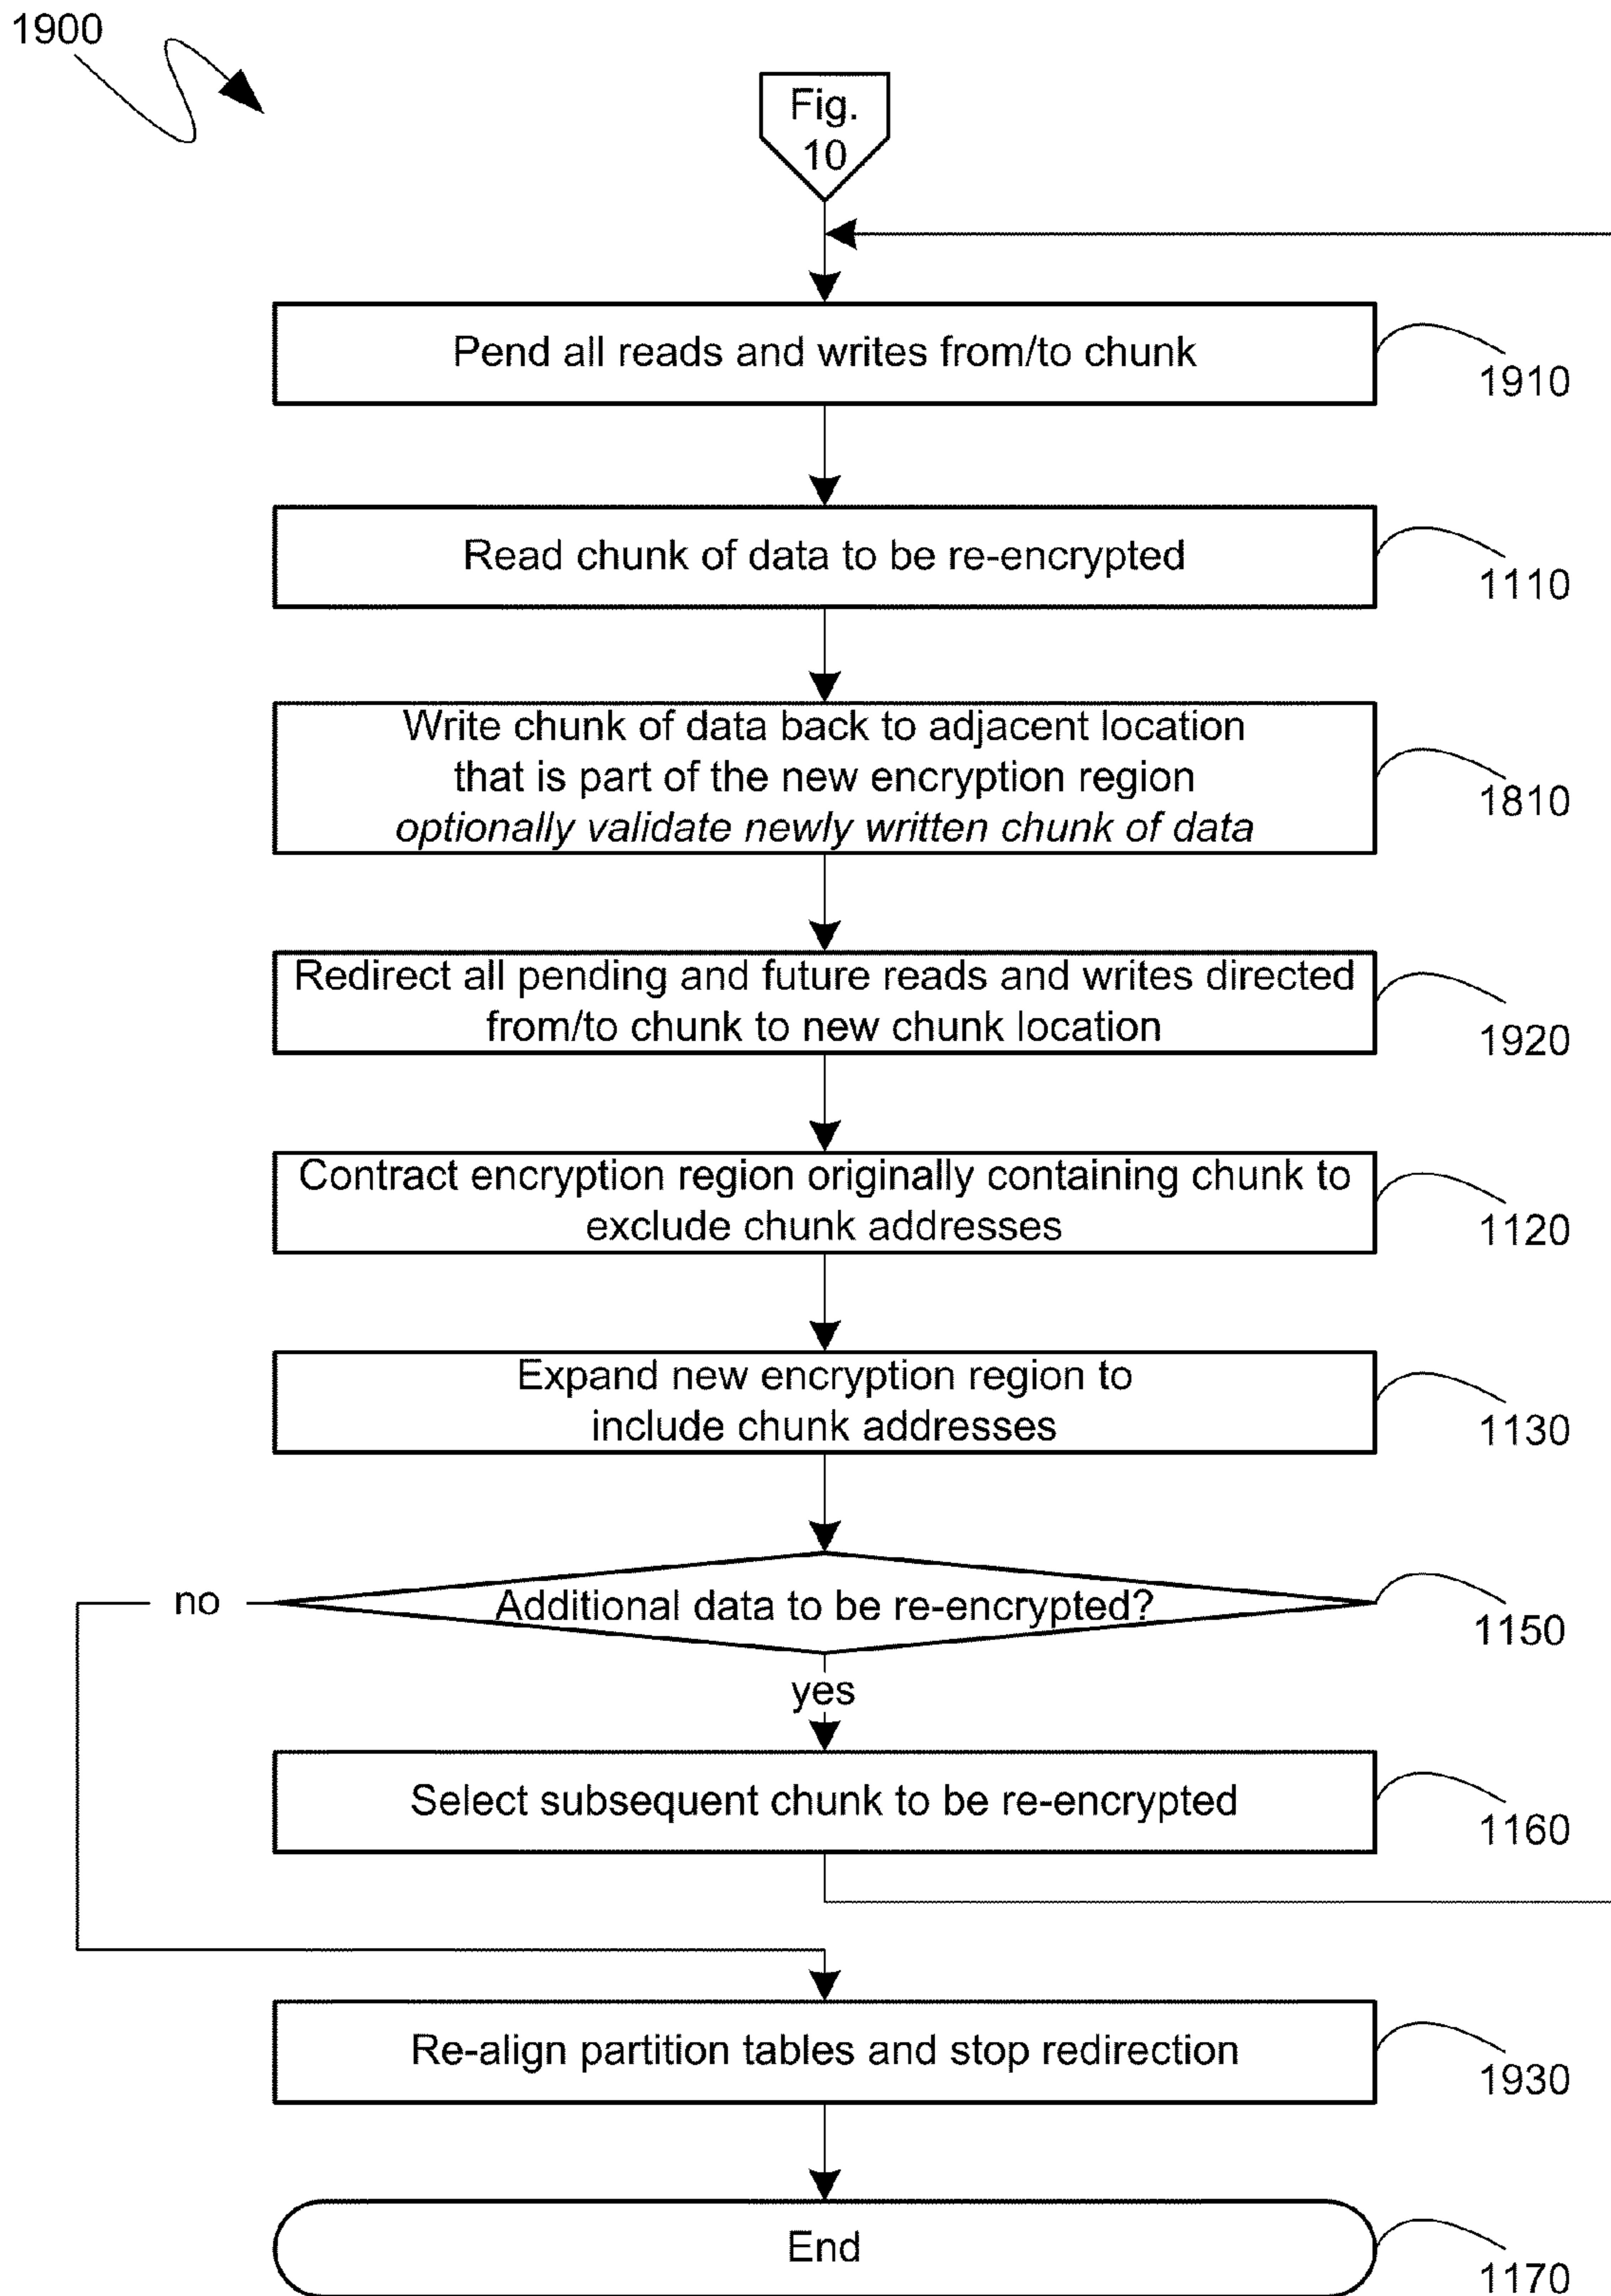 1900
Fig.
10
Pend all reads and writes from/to chunk
1910
Read chunk of data to be re-encrypted
1110
Write chunk of data back to adjacent location
that is part of the new encryption region
optionally validate newly written chunk of data
1810
Redirect all pending and future reads and writes directed
from/to chunk to new chunk location
1920
Contract encryption region originally containing chunk to
exclude chunk addresses
1120
Expand new encryption region to
include chunk addresses
1130
no
Additional data to be re-encrypted?
1150
yes
Select subsequent chunk to be re-encrypted
1160
Re-align partition tables and stop redirection
1930
End
1170